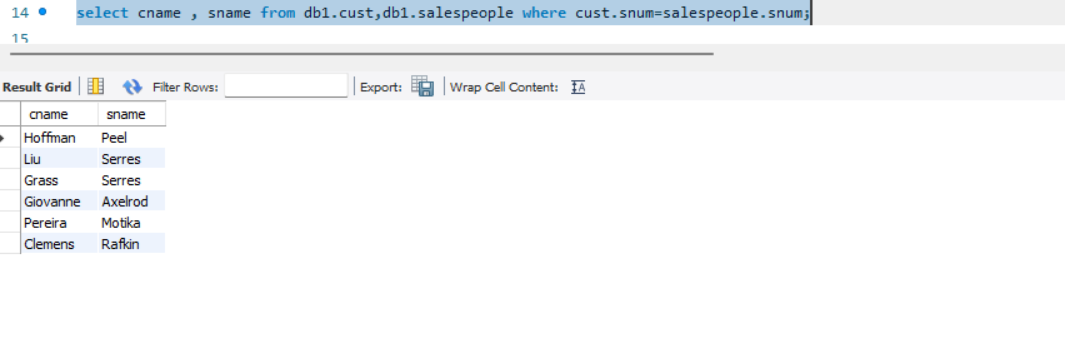 14 select cname , sname from db1.cust,db1.salespeople where cust.snum=salespeople.snum;
15
Result Grid Filter Rows: Export: Wrap Cell Content: IA
cname sname
Hoffman Peel
Liu Serres
Grass Serres
Giovanne Axelrod
Pereira Motika
Clemens Rafkin